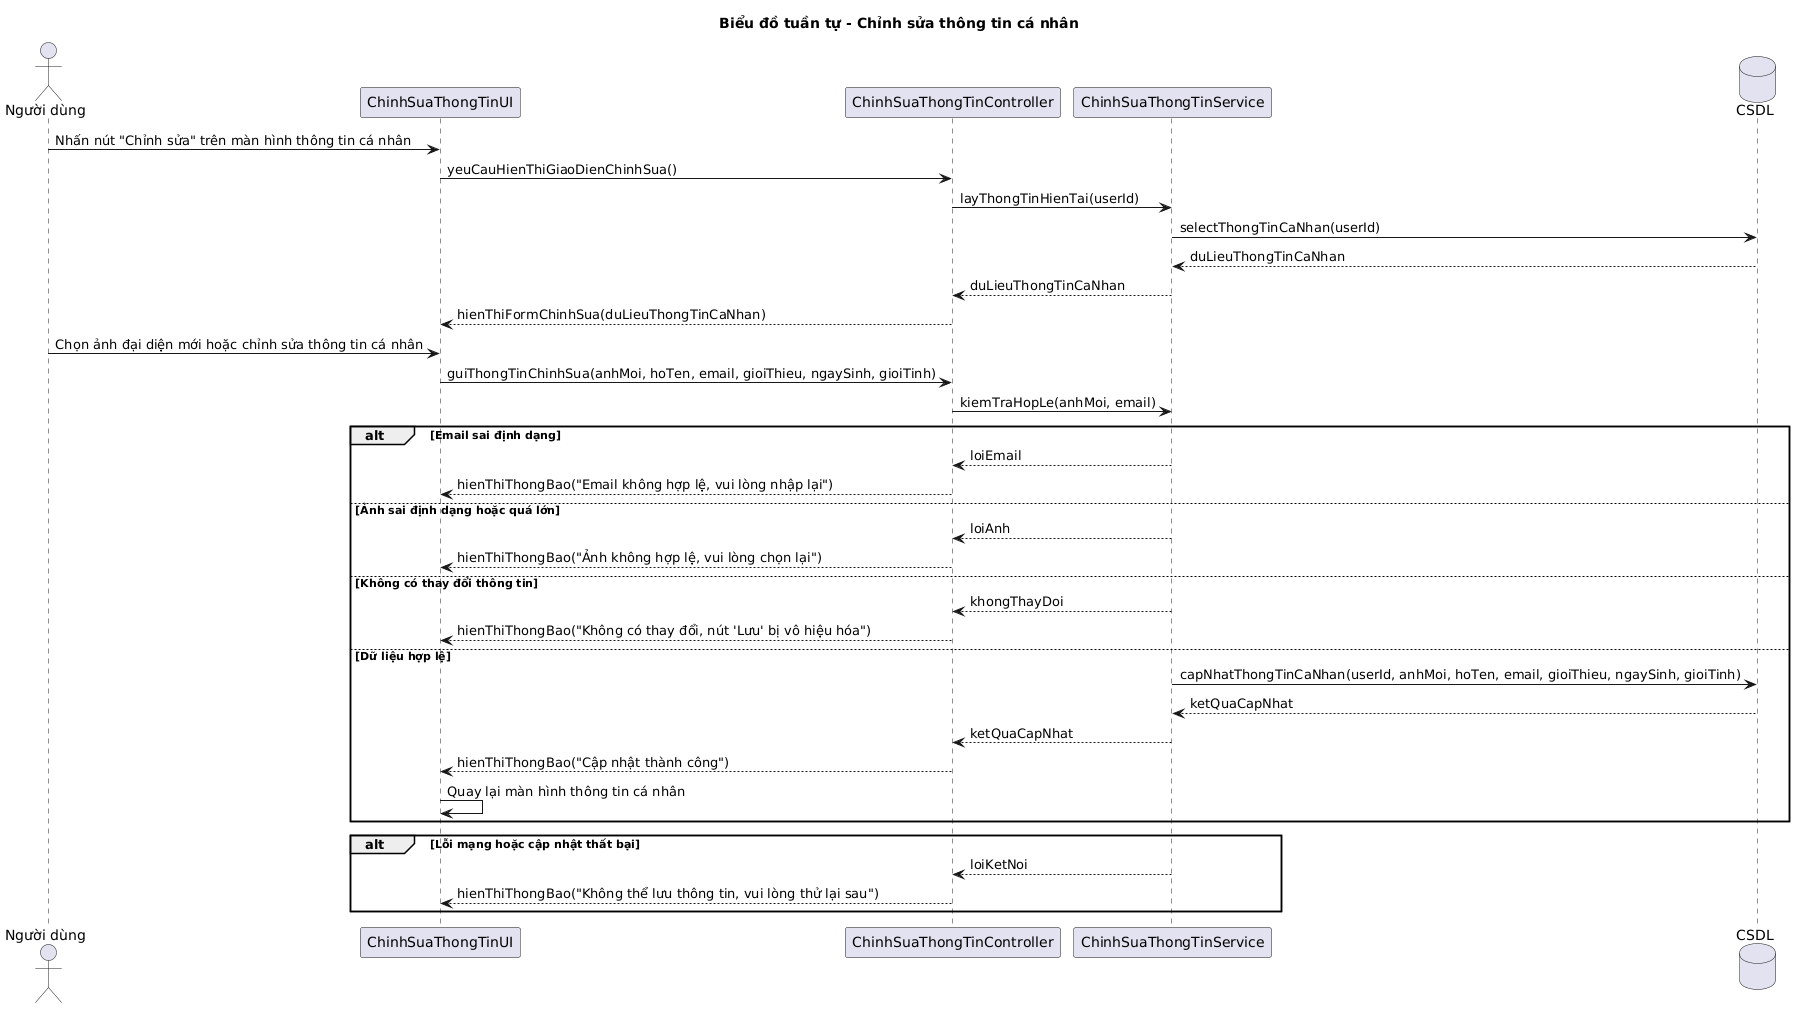 Biểu đồ tuần tự - Chỉnh sửa thông tin cá nhân
Người dùng
ChinhSuaThongTinUI
ChinhSuaThongTinController
ChinhSuaThongTinService
CSDL
Nhấn nút "Chỉnh sửa" trên màn hình thông tin cá nhân
yeuCauHienThiGiaoDienChinhSua()
layThongTinHienTai(userId)
selectThongTinCaNhan(userId)
duLieuThongTinCaNhan
duLieuThongTinCaNhan
hienThiFormChinhSua(duLieuThongTinCaNhan)
Chọn ảnh đại diện mới hoặc chỉnh sửa thông tin cá nhân
guiThongTinChinhSua(anhMoi, hoTen, email, gioiThieu, ngaySinh, gioiTinh)
kiemTraHopLe(anhMoi, email)
alt [Email sai định dạng]
loiEmail
hienThiThongBao("Email không hợp lệ, vui lòng nhập lại")
[Ảnh sai định dạng hoặc quá lớn]
loiAnh
hienThiThongBao("Ảnh không hợp lệ, vui lòng chọn lại")
[Không có thay đổi thông tin]
khongThayDoi
hienThiThongBao("Không có thay đổi, nút 'Lưu' bị vô hiệu hóa")
[Dữ liệu hợp lệ]
capNhatThongTinCaNhan(userId, anhMoi, hoTen, email, gioiThieu, ngaySinh, gioiTinh)
ketQuaCapNhat
ketQuaCapNhat
hienThiThongBao("Cập nhật thành công")
Quay lại màn hình thông tin cá nhân
alt [Lỗi mạng hoặc cập nhật thất bại]
loiKetNoi
hienThiThongBao("Không thể lưu thông tin, vui lòng thử lại sau")
Người dùng
ChinhSuaThongTinUI
ChinhSuaThongTinController
ChinhSuaThongTinService
CSDL